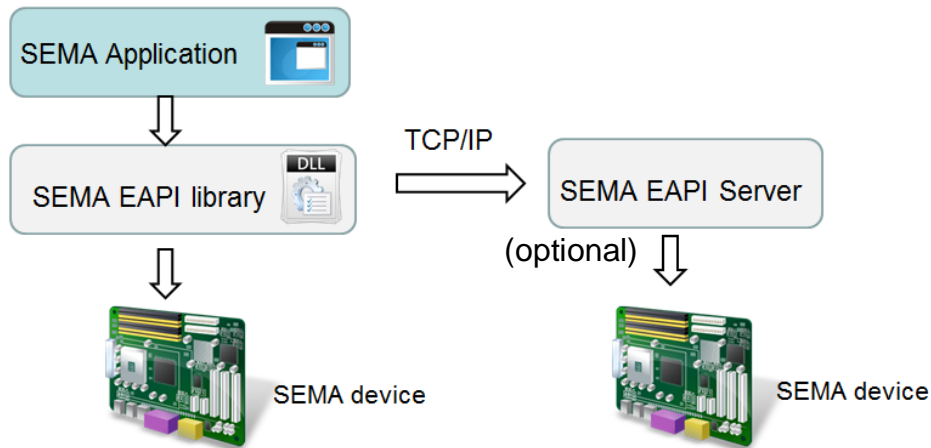 SEMA Application
TCP/IP
DLL
SEMA EAPI library
SEMA EAPI Server
(optional)
SEMA device
SEMA device